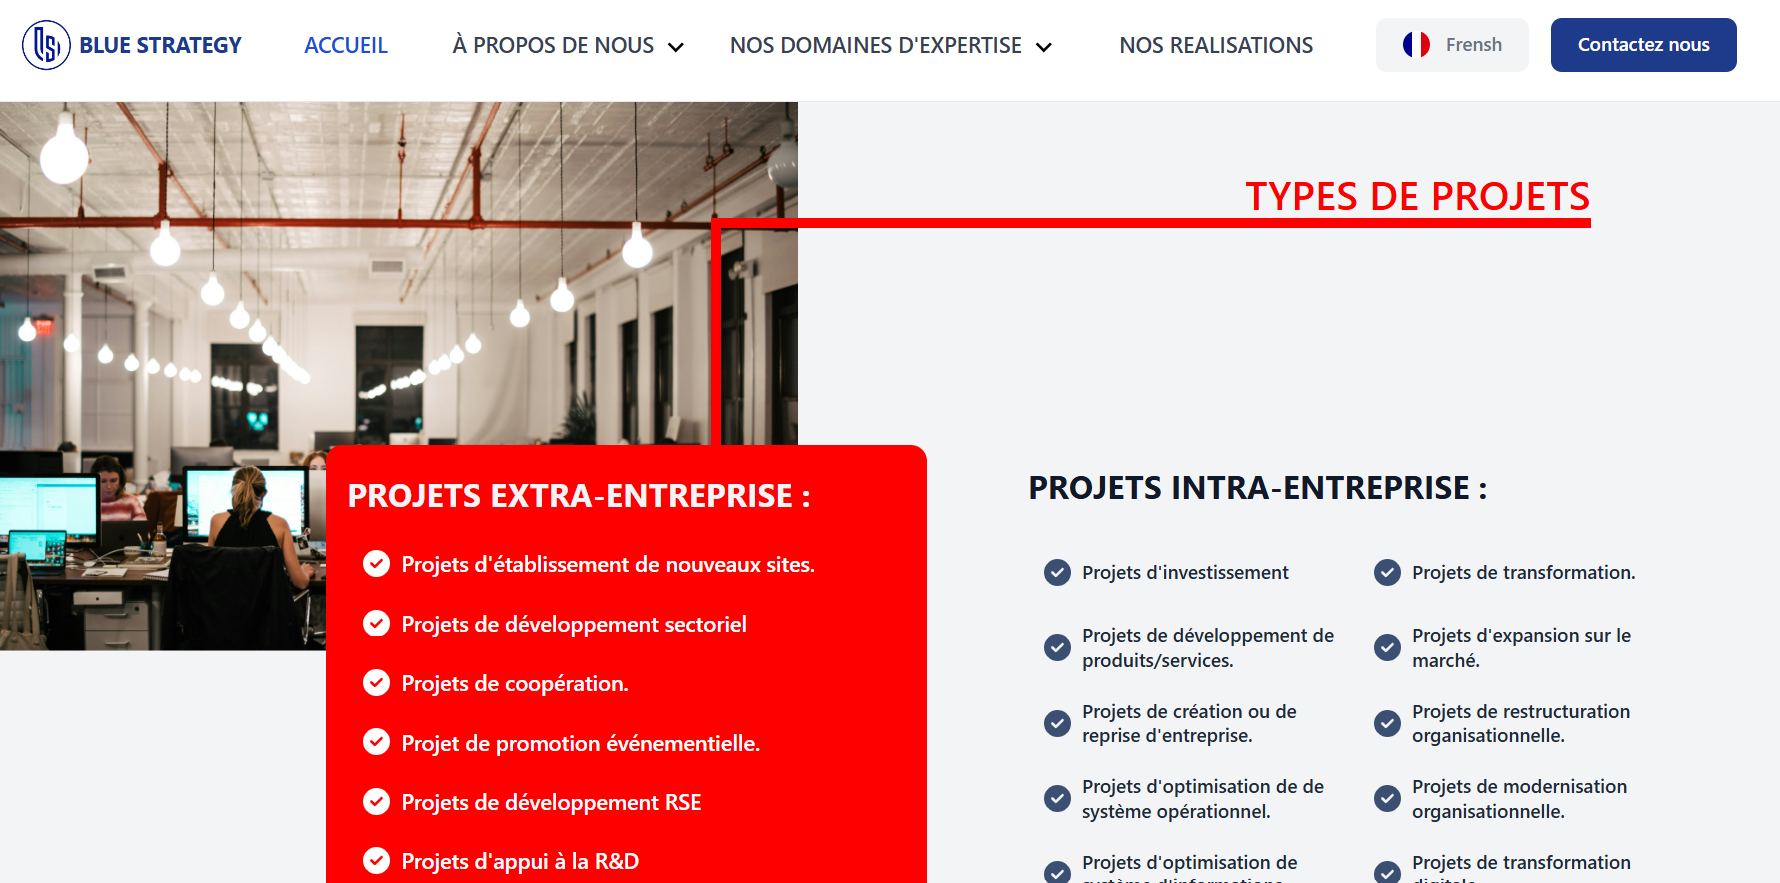 BLUE STRATEGY
ACCUEIL
À PROPOS DE NOUS
NOS DOMAINES D'EXPERTISE
NOS REALISATIONS
Frensh
Contactez nous
TYPES DE PROJETS
PROJETS EXTRA-ENTREPRISE :
Projets d'établissement de nouveaux sites.
Projets de développement sectoriel
Projets de coopération.
Projet de promotion événementielle.
Projets de développement RSE
Projets d'appui à la R&D
PROJETS INTRA-ENTREPRISE :
Projets d'investissement
Projets de développement de
produits/services.
Projets de création ou de
reprise d'entreprise.
Projets d'optimisation de de
système opérationnel.
Projets d'optimisation de
Projets de transformation.
Projets d'expansion sur le
marché.
Projets de restructuration
organisationnelle.
Projets de modernisation
organisationnelle.
Projets de transformation